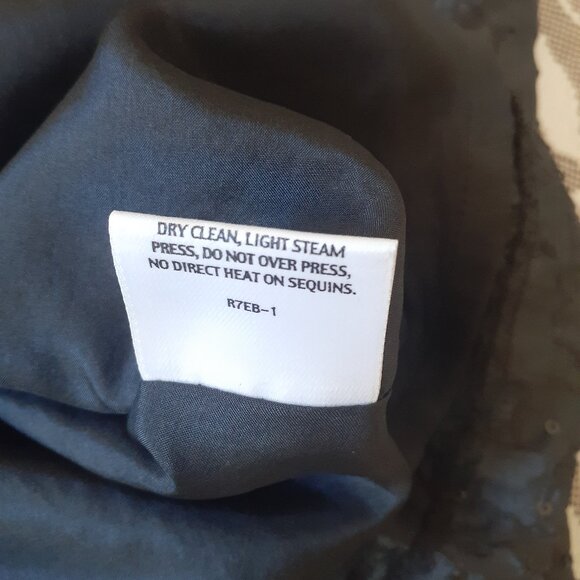 DRY CLEAN, LIGHT STEAM
PRESS, DO NOT OVER PRESS,
NO DIRECT HEAT ON SEQUINS.
R7EB-1